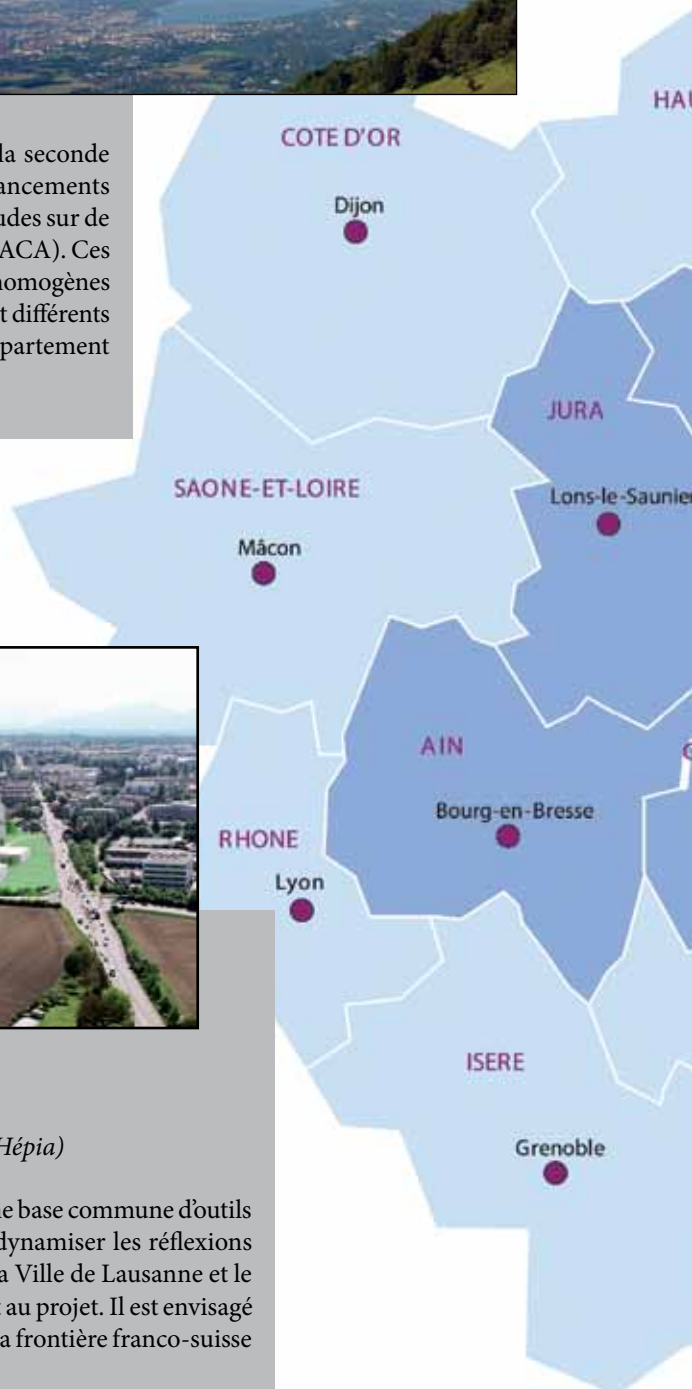 la seconde
ancements
udes sur de
ACA). Ces
homogènes
t différents
partement
HAU
COTE D'OR
Dijon
JURA
Lons-le-Saunier
SAONE-ET-LOIRE
Mâcon
AIN
Bourg-en-Bresse
RHONE
Lyon
ISERE
Grenoble
Hépia)
ne base commune d'outils
dynamiser les réflexions
a Ville de Lausanne et le
t au projet. Il est envisagé
a frontière franco-suisse